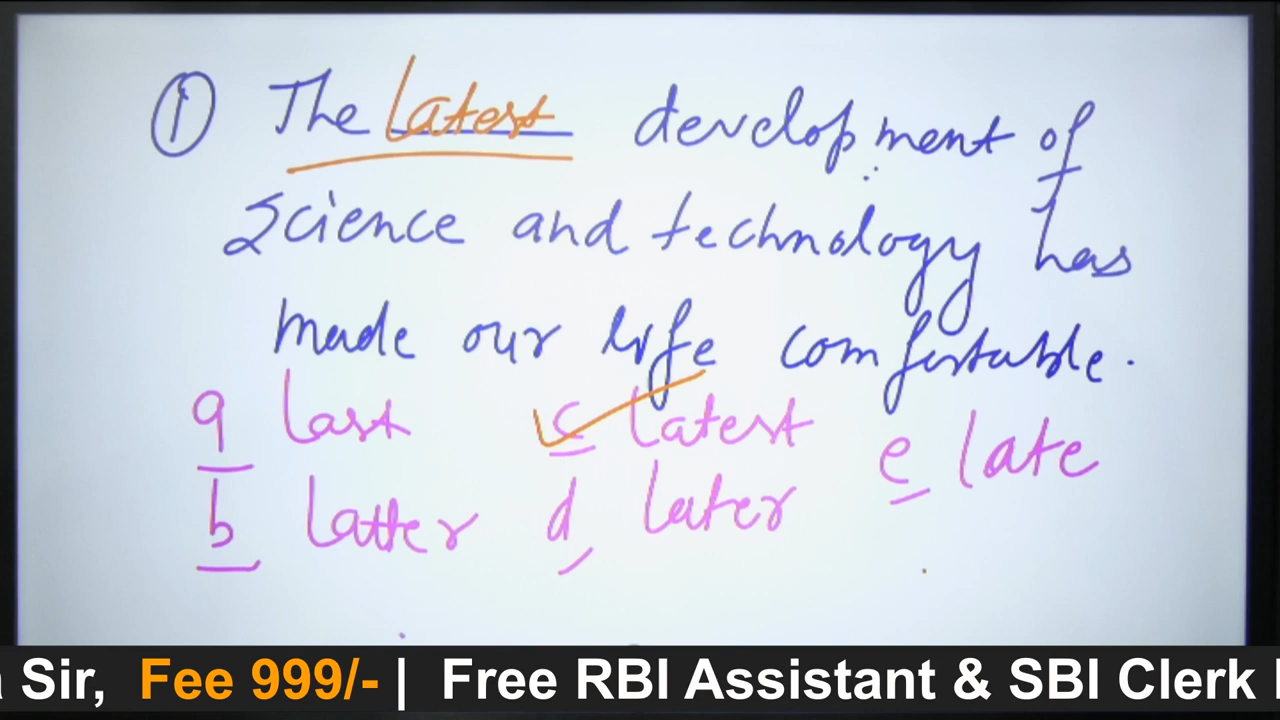 ① The latest development of
science and technology has
made our life comfortable.
a last c latest e late
b latter d later
a Sir, Fee 999/- | Free RBI Assistant & SBI Clerk